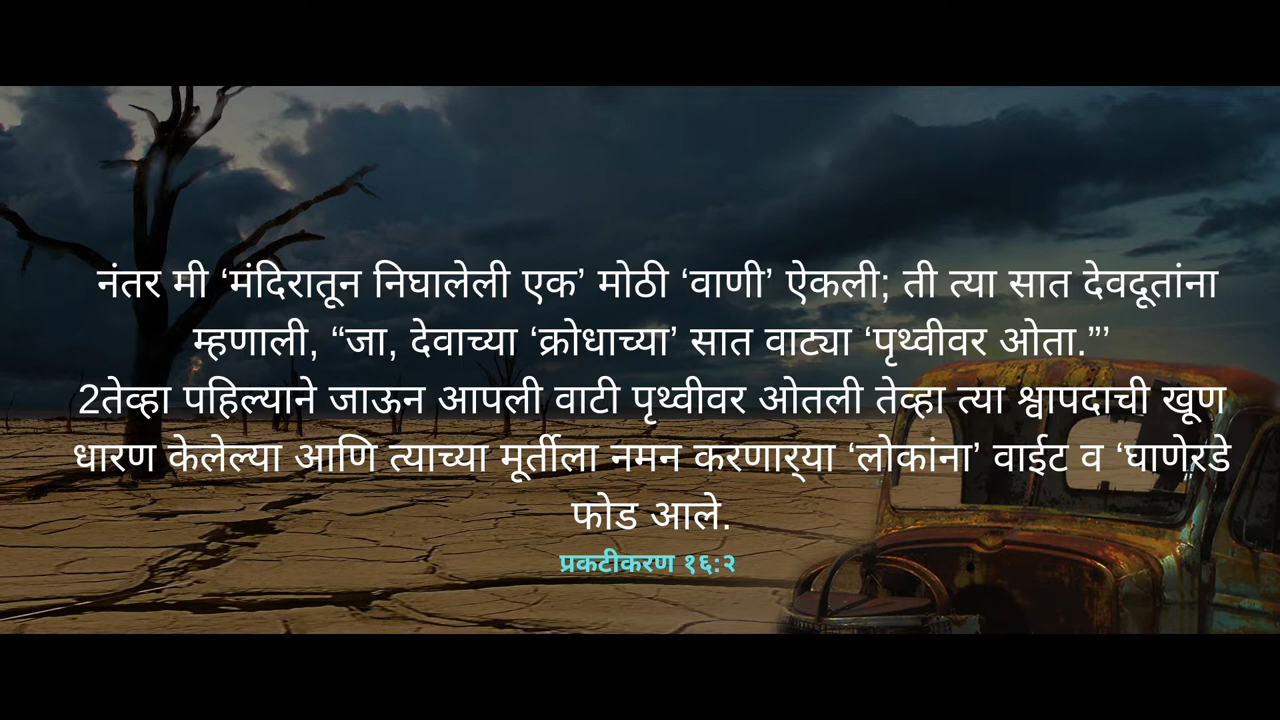 नंतर मी ‘मंदिरातून निघालेली एक’ मोठी ‘वाणी’ ऐकली; ती त्या सात देवदूतांना
म्हणाली, “जा, देवाच्या ‘क्रोधाच्या’ सात वाट्या ‘पृथ्वीवर ओता.”’
2तेव्हा पहिल्याने जाऊन आपली वाटी पृथ्वीवर ओतली तेव्हा त्या श्वापदाची खूण
धारण केलेल्या आणि त्याच्या मूर्तीला नमन करणार्‍या ‘लोकांना’ वाईट व ‘घाणेरडे
फोड आले.
प्रकटीकरण १६:२